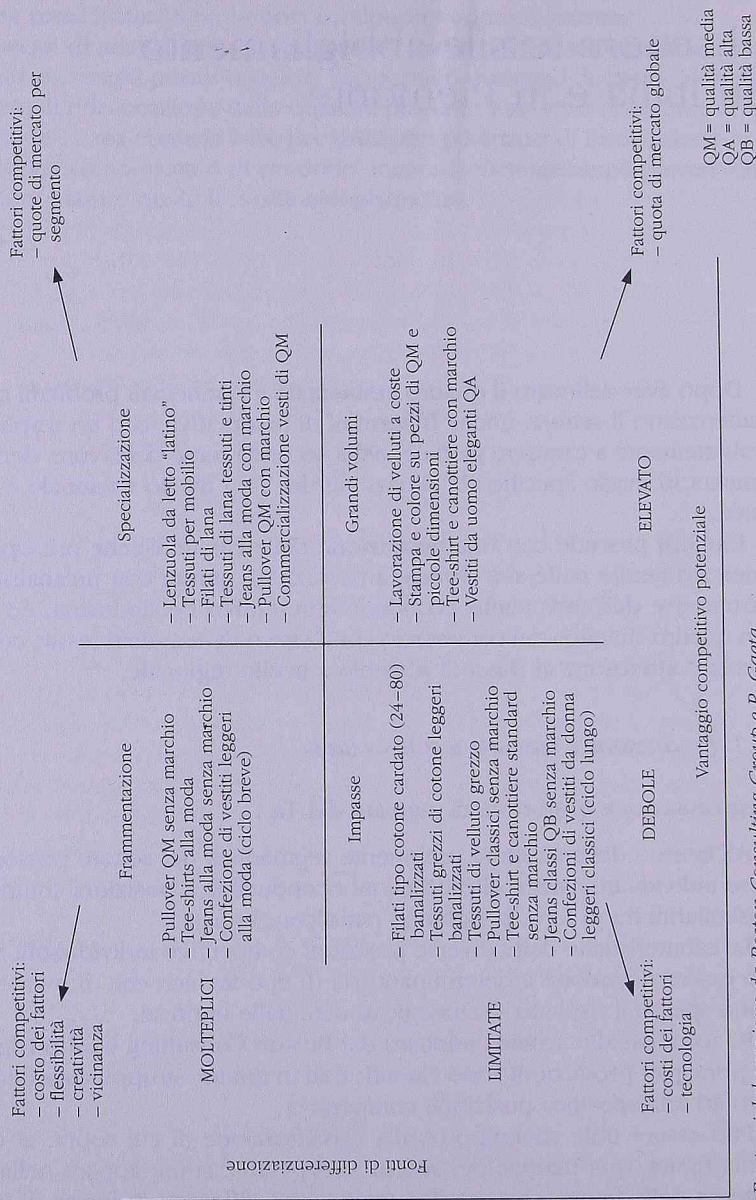 Fattori competitivi:
– costo dei fattori
– flessibilità
– creatività
– vicinanza
Fattori competitivi:
– quote di mercato per
segmento
Fonti di differenziazione
MOLTEPLICI
Frammentazione
– Pullover QM senza marchio
– Tee-shirts alla moda
– Jeans alla moda senza marchio
– Confezione di vestiti leggeri
alla moda (ciclo breve)
Specializzazione
– Lenzuola da letto "latino"
– Tessuti per mobilio
– Filati di lana
– Tessuti di lana tessuti e tinti
– Jeans alla moda con marchio
– Pullover QM con marchio
– Commercializzazione vesti di QM
LIMITATE
Impasse
– Filati tipo cotone cardato (24–80)
banalizzati
– Tessuti grezzi di cotone leggeri
banalizzati
– Tessuto di velluto grezzo
– Pullover classici senza marchio
– Tee-shirt e canottiere standard
senza marchio
– Jeans classi QB senza marchio
– Confezioni di vestiti da donna
leggeri classici (ciclo luogo)
Grandi volumi
– Lavorazione di velluti a coste
– Stampa e colore su pezzi di QM e
piccole dimensioni
– Tee-shirt e canottiere con marchio
– Vestiti da uomo eleganti QA
Fattori competitivi:
– costi dei fattori
– tecnologia
DEBOLE
ELEVATO
Fattori competitivi:
– quota di mercato globale
Vantaggio competitivo potenziale
QM = qualità media
QA = qualità alta
QB = qualità bassa